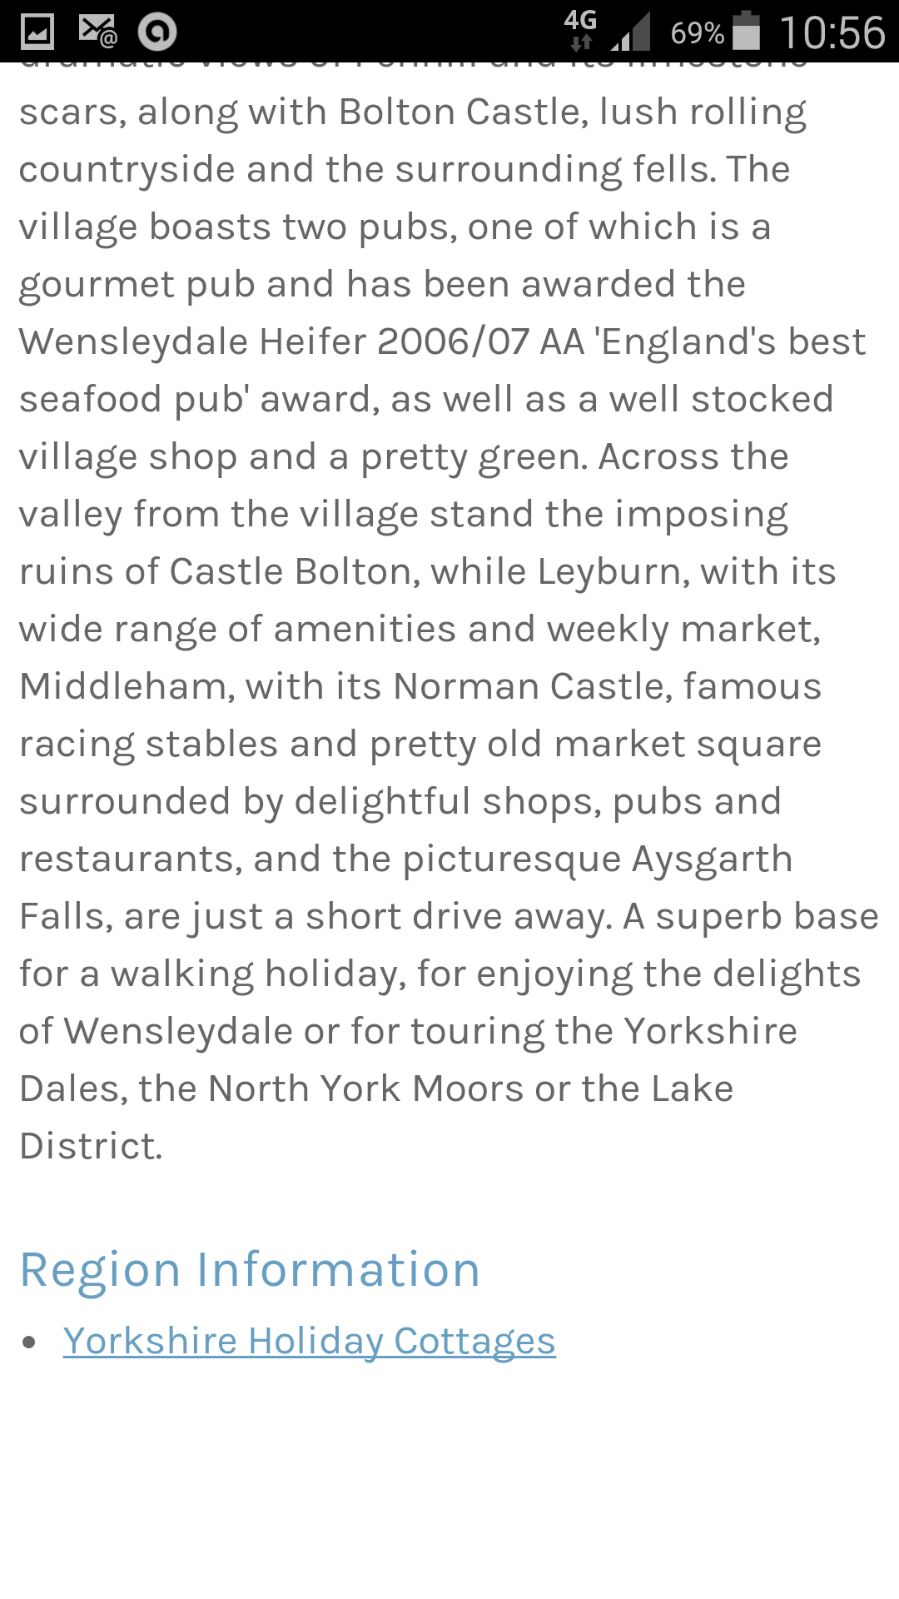 4G 69% 10:56
dramatic views of Penhill and its limestone
scars, along with Bolton Castle, lush rolling
countryside and the surrounding fells. The
village boasts two pubs, one of which is a
gourmet pub and has been awarded the
Wensleydale Heifer 2006/07 AA 'England's best
seafood pub' award, as well as a well stocked
village shop and a pretty green. Across the
valley from the village stand the imposing
ruins of Castle Bolton, while Leyburn, with its
wide range of amenities and weekly market,
Middleham, with its Norman Castle, famous
racing stables and pretty old market square
surrounded by delightful shops, pubs and
restaurants, and the picturesque Aysgarth
Falls, are just a short drive away. A superb base
for a walking holiday, for enjoying the delights
of Wensleydale or for touring the Yorkshire
Dales, the North York Moors or the Lake
District.
Region Information
• Yorkshire Holiday Cottages